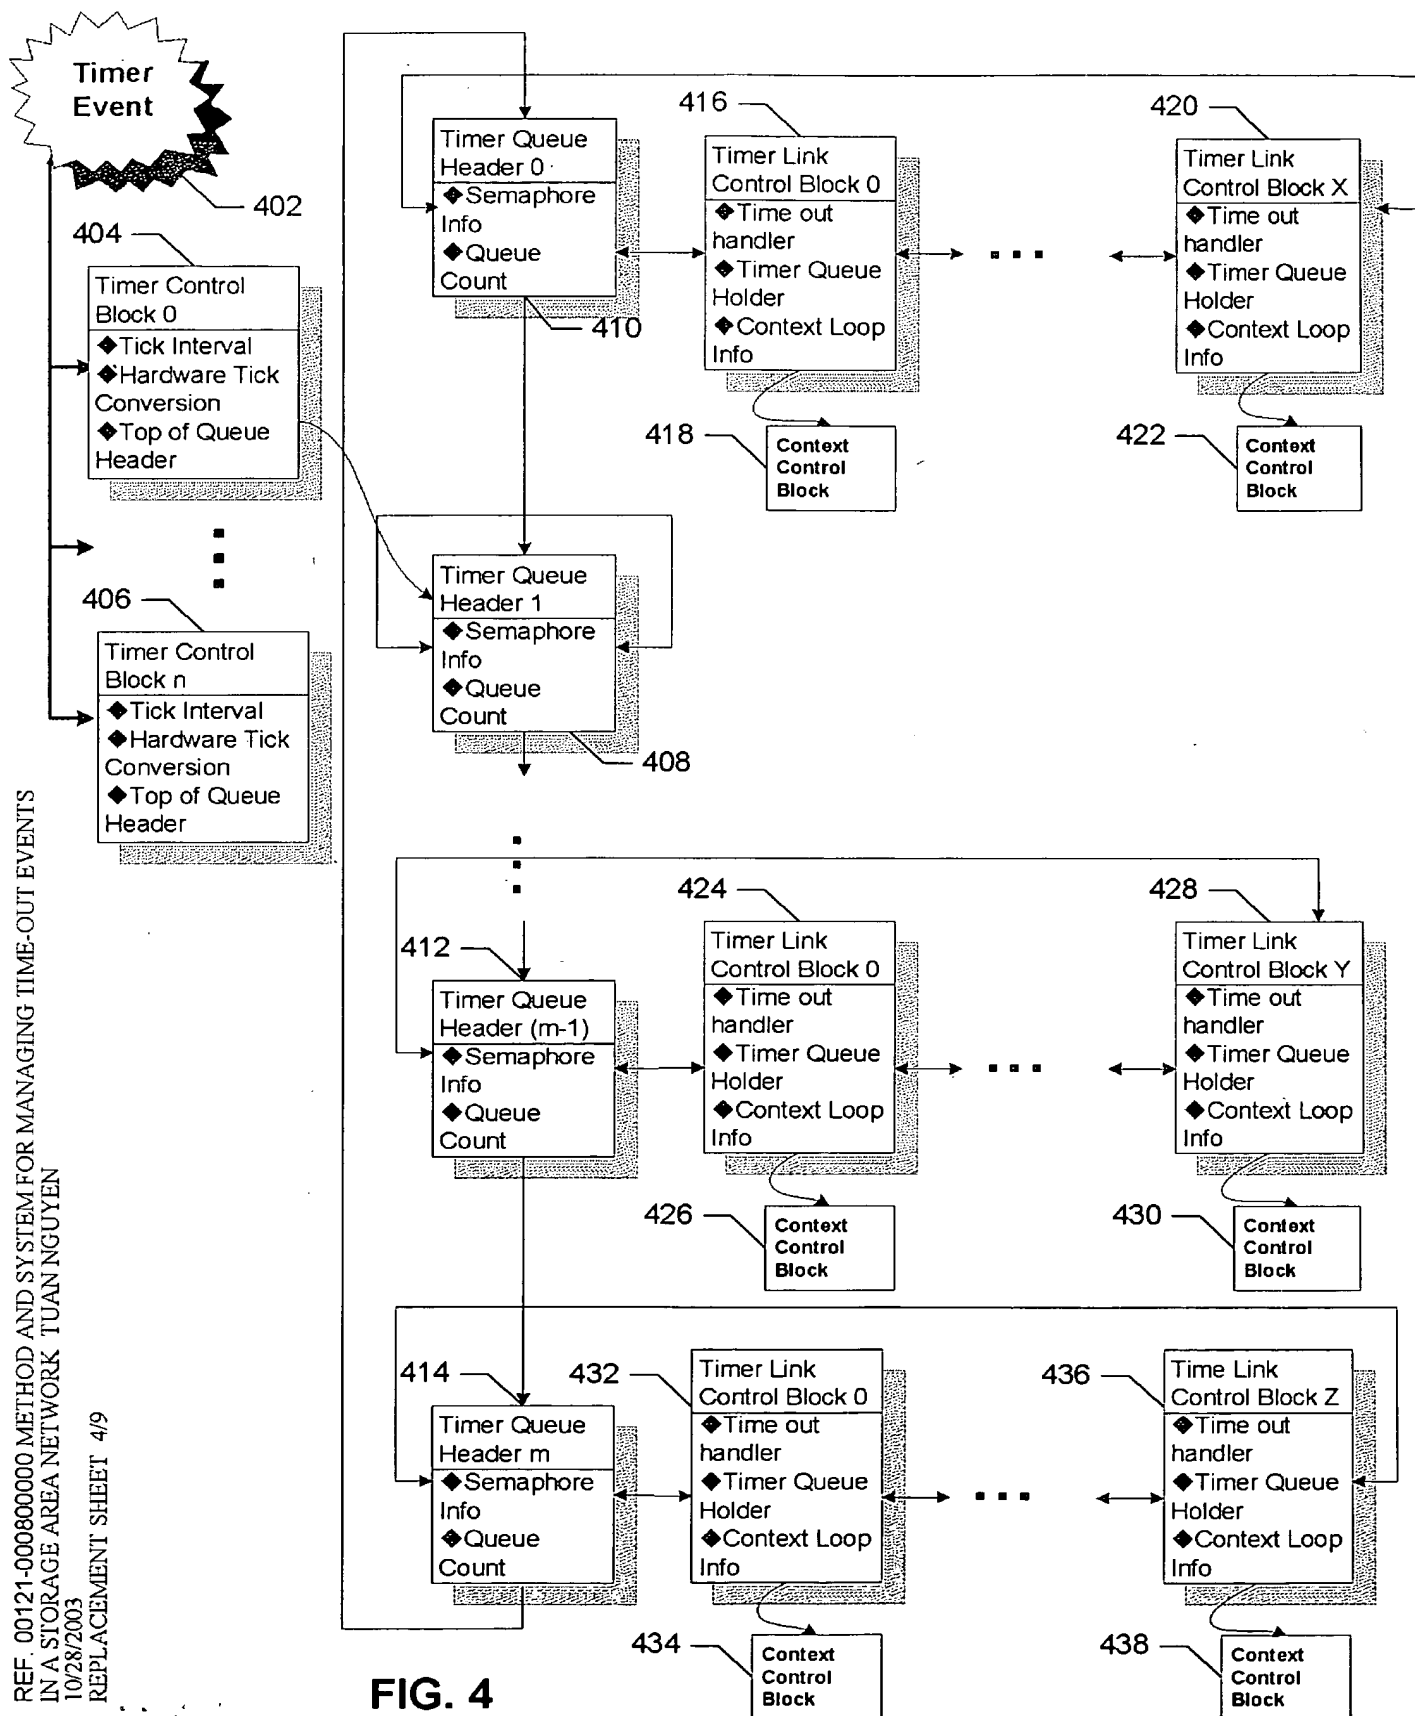 Timer
Event
402
404
Timer Control
Block 0
◆Tick Interval
◆Hardware Tick
Conversion
◆Top of Queue
Header
406
Timer Control
Block n
◆Tick Interval
◆Hardware Tick
Conversion
◆Top of Queue
Header
Timer Queue
Header 0
◆Semaphore
Info
◆Queue
Count
410
416
Timer Link
Control Block 0
◆Time out
handler
◆Timer Queue
Holder
◆Context Loop
Info
418
Context
Control
Block
420
Timer Link
Control Block X
◆Time out
handler
◆Timer Queue
Holder
◆Context Loop
Info
422
Context
Control
Block
Timer Queue
Header 1
◆Semaphore
Info
◆Queue
Count
408
412
Timer Queue
Header (m-1)
◆Semaphore
Info
◆Queue
Count
424
Timer Link
Control Block 0
◆Time out
handler
◆Timer Queue
Holder
◆Context Loop
Info
426
Context
Control
Block
428
Timer Link
Control Block Y
◆Time out
handler
◆Timer Queue
Holder
◆Context Loop
Info
430
Context
Control
Block
414
Timer Queue
Header m
◆Semaphore
Info
◆Queue
Count
432
Timer Link
Control Block 0
◆Time out
handler
◆Timer Queue
Holder
◆Context Loop
Info
434
Context
Control
Block
436
Time Link
Control Block Z
◆Time out
handler
◆Timer Queue
Holder
◆Context Loop
Info
438
Context
Control
Block
FIG. 4
REF. 00121-000800000 METHOD AND SYSTEM FOR MANAGING TIME-OUT EVENTS
IN A STORAGE AREA NETWORK TUAN NGUYEN
10/28/2003
REPLACEMENT SHEET 4/9